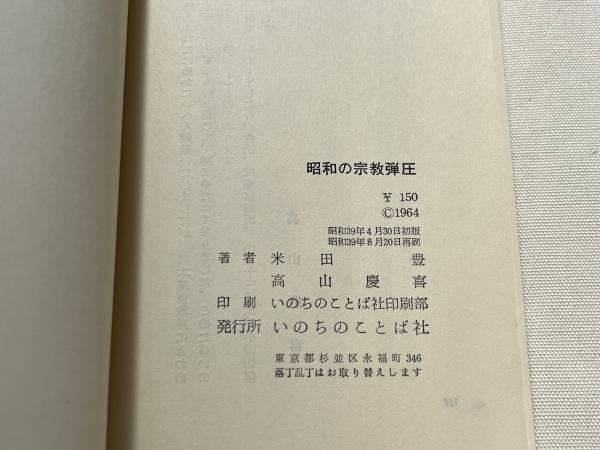 昭和の宗教弾圧
¥ 150
©1964
昭和39年4月30日初版
昭和39年8月20日再刷
著者 米田 豊
高山慶喜
印刷 いのちのことば社印刷部
発行所 いのちのことば社
東京都杉並区永福町 346
落丁乱丁はお取り替えします